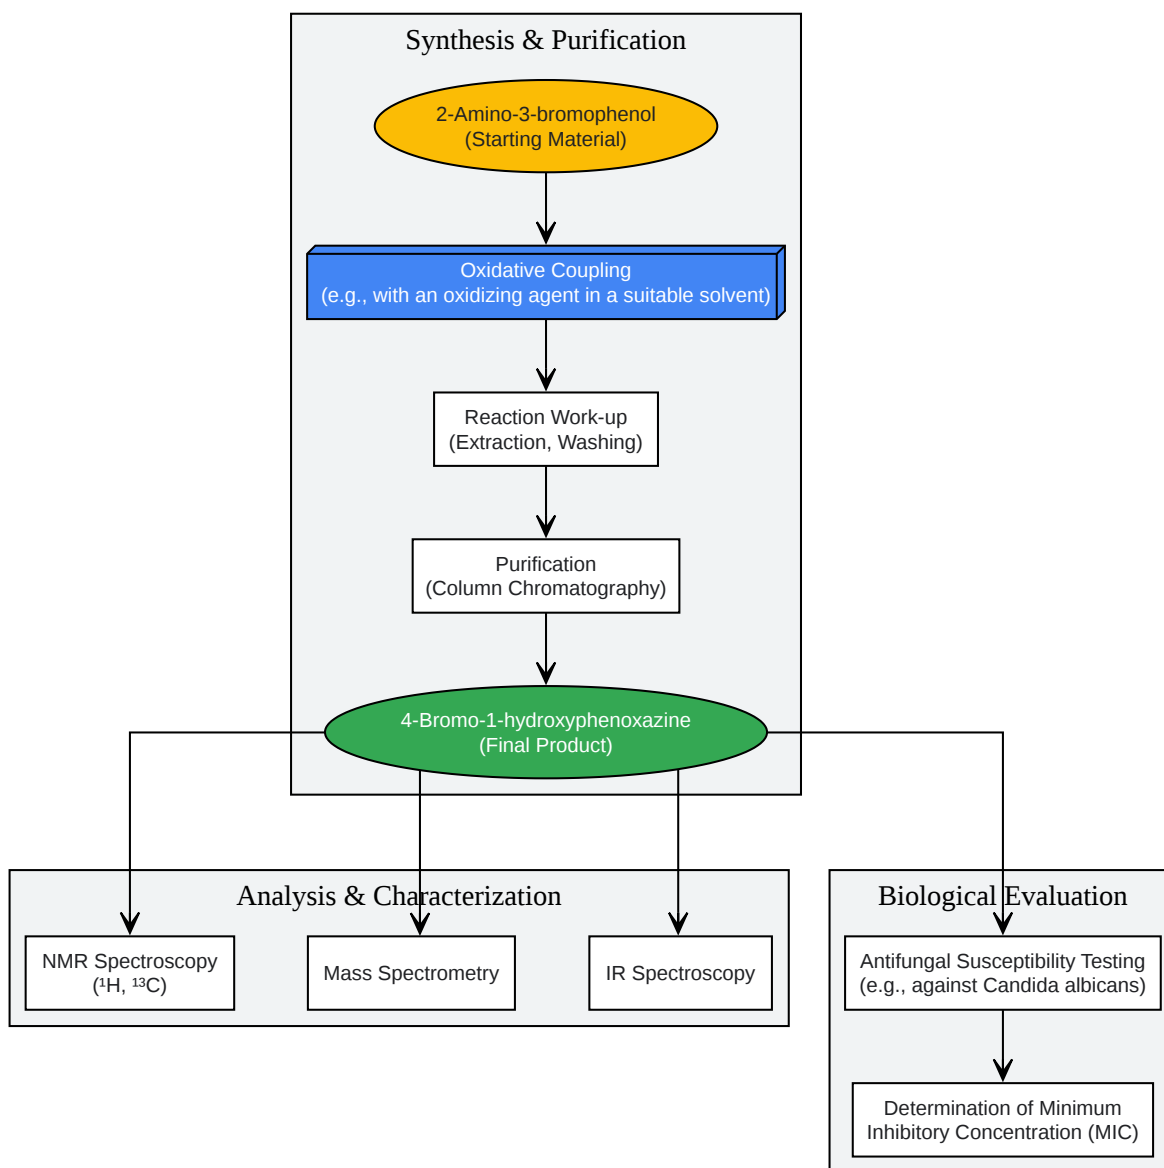 Synthesis & Purification
2-Amino-3-bromophenol
(Starting Material)
Oxidative Coupling
(e.g., with an oxidizing agent in a suitable solvent)
Reaction Work-up
(Extraction, Washing)
Purification
(Column Chromatography)
4-Bromo-1-hydroxyphenoxazine
(Final Product)
Analysis & Characterization
NMR Spectroscopy
(¹H, ¹³C)
Mass Spectrometry
IR Spectroscopy
Biological Evaluation
Antifungal Susceptibility Testing
(e.g., against Candida albicans)
Determination of Minimum
Inhibitory Concentration (MIC)